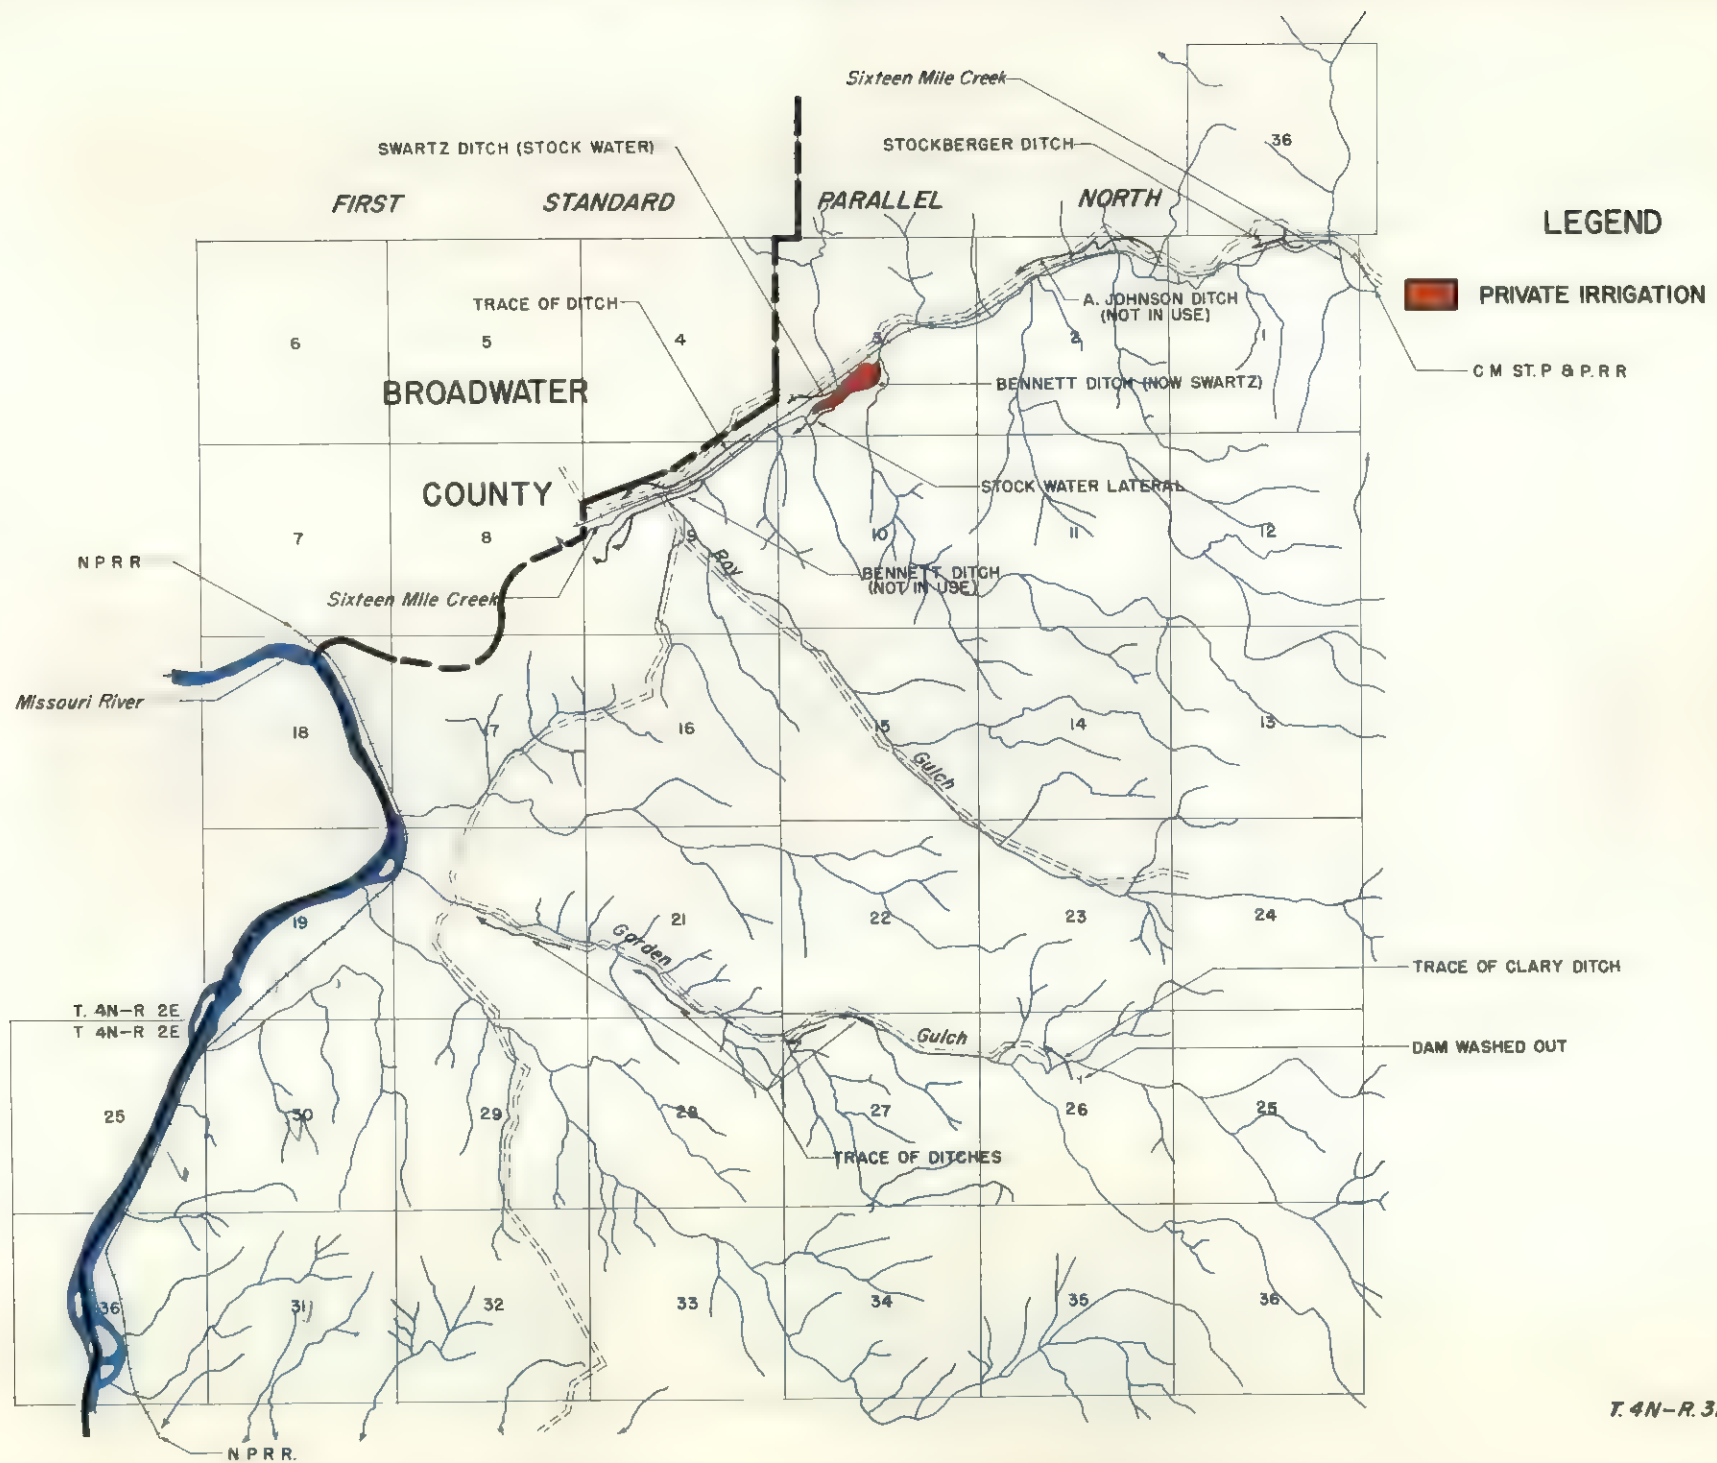 Sixteen Mile Creek
SWARTZ DITCH (STOCK WATER)
STOCKBERGER DITCH
36
FIRST STANDARD PARALLEL NORTH
LEGEND
PRIVATE IRRIGATION
TRACE OF DITCH
A. JOHNSON DITCH
(NOT IN USE)
6 5 4 3 2 1
C M ST. P & P. R R
BROADWATER
BENNETT DITCH (NOW SWARTZ)
COUNTY
STOCK WATER LATERAL
7 8 9 10 11 12
N P R R
Roy
BENNETT DITCH
(NOT IN USE)
Sixteen Mile Creek
Missouri River
18 17 16 15 14 13
Gulch
19 21 22 23 24
Garden
TRACE OF CLARY DITCH
T. 4N-R 2E
T 4N-R 2E
Gulch
DAM WASHED OUT
25 30 29 28 27 26 25
TRACE OF DITCHES
36 31 32 33 34 35 36
T. 4N-R.
N P R R.